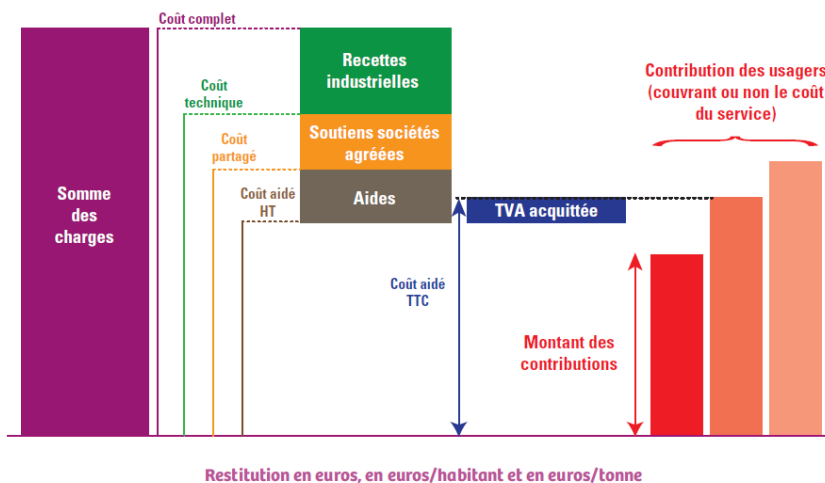 Coût complet
Somme
des
charges
Coût
technique
Coût
partagé
Coût aidé
HT
Recettes
industrielles
Soutiens sociétés
agréées
Aides
TVA acquittée
Coût aidé
TTC
Contribution des usagers
(couvrant ou non le coût
du service)
Montant des
contributions
Restitution en euros, en euros/habitant et en euros/tonne